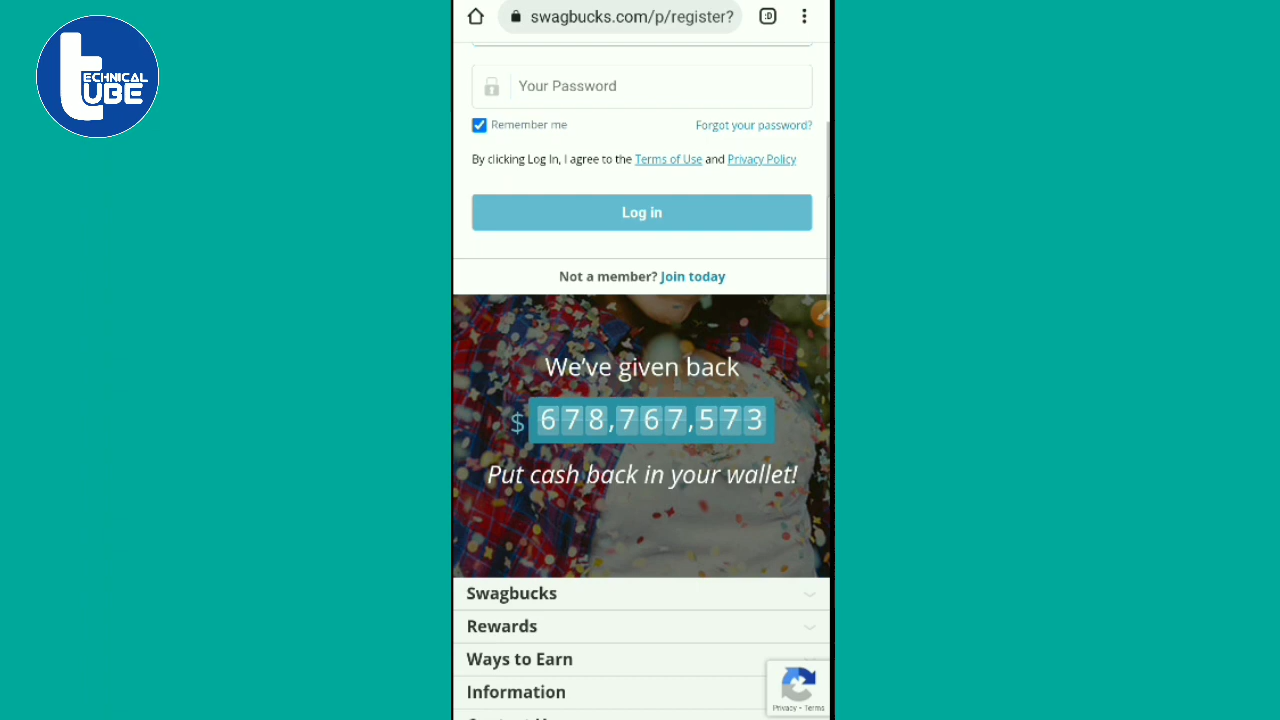 TECHNICAL
TUBE
swagbucks.com/p/register?
:D
Your Password
Remember me
Forgot your password?
By clicking Log In, I agree to the Terms of Use and Privacy Policy
Log in
Not a member? Join today
We've given back
$ 678,767,573
Put cash back in your wallet!
Swagbucks
Rewards
Ways to Earn
Information
Privacy - Terms